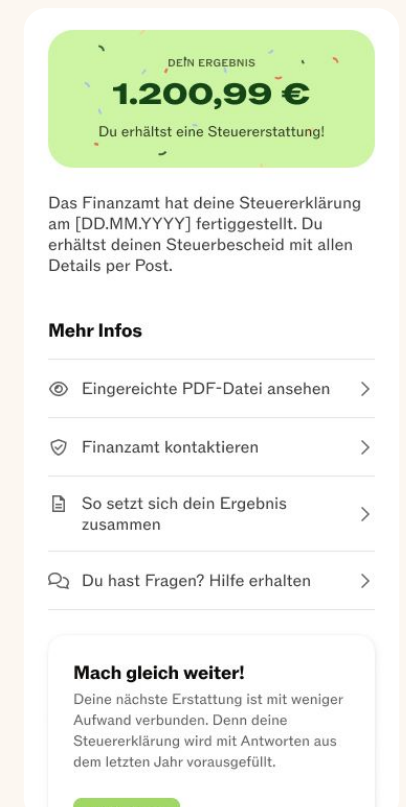 DEIN ERGEBNIS
1.200,99 €
Du erhältst eine Steuererstattung!
Das Finanzamt hat deine Steuererklärung
am [DD.MM.YYYY] fertiggestellt. Du
erhältst deinen Steuerbescheid mit allen
Details per Post.
Mehr Infos
Eingereichte PDF-Datei ansehen
Finanzamt kontaktieren
So setzt sich dein Ergebnis
zusammen
Du hast Fragen? Hilfe erhalten
Mach gleich weiter!
Deine nächste Erstattung ist mit weniger
Aufwand verbunden. Denn deine
Steuererklärung wird mit Antworten aus
dem letzten Jahr vorausgefüllt.